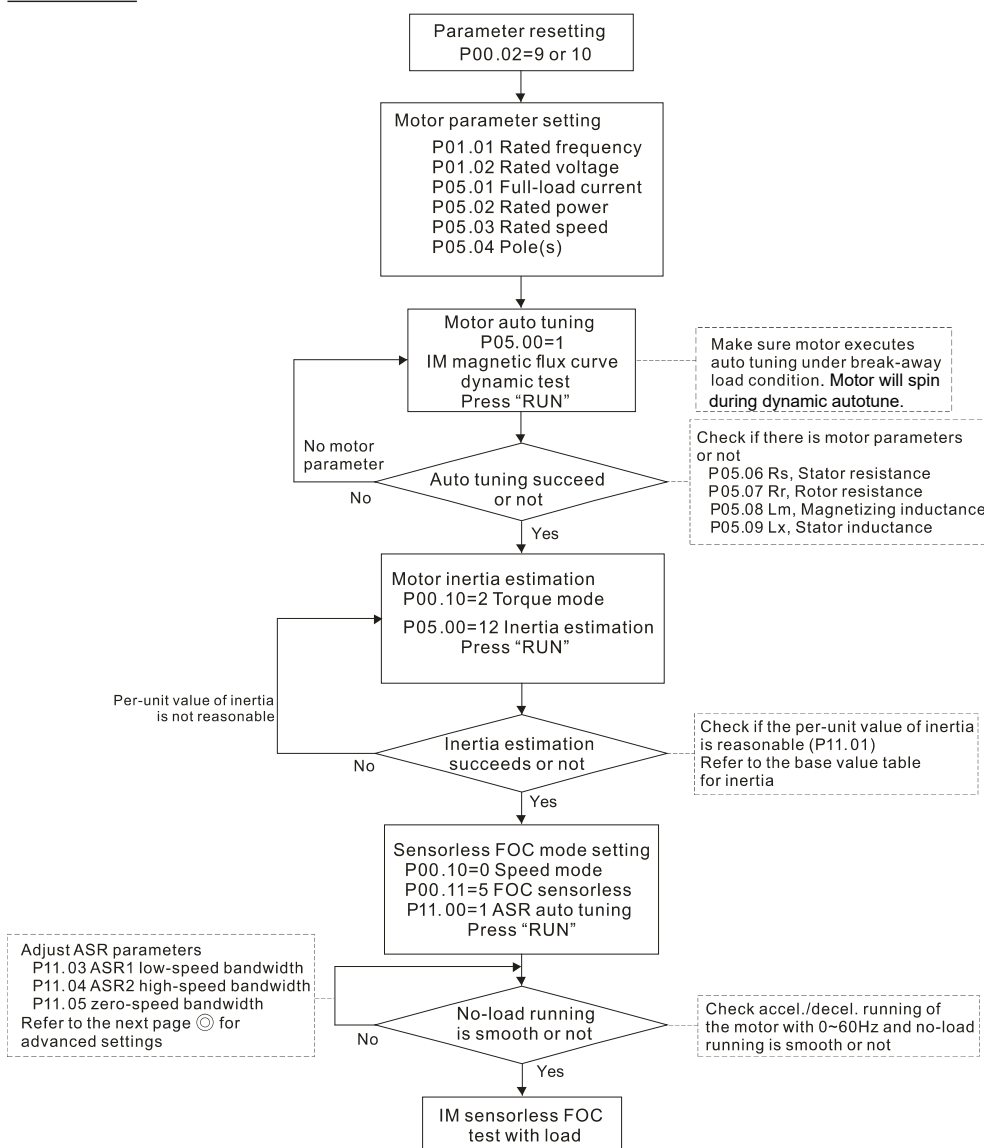 Parameter resetting
P00.02=9 or 10
Motor parameter setting
P01.01 Rated frequency
P01.02 Rated voltage
P05.01 Full-load current
P05.02 Rated power
P05.03 Rated speed
P05.04 Pole(s)
Motor auto tuning
P05.00=1
IM magnetic flux curve
dynamic test
Press “RUN”
Make sure motor executes
auto tuning under break-away
load condition. Motor will spin
during dynamic autotune.
No motor
parameter
No
Auto tuning succeed
or not
Yes
Check if there is motor parameters
or not
P05.06 Rs, Stator resistance
P05.07 Rr, Rotor resistance
P05.08 Lm, Magnetizing inductance
P05.09 Lx, Stator inductance
Motor inertia estimation
P00.10=2 Torque mode
P05.00=12 Inertia estimation
Press “RUN”
Per-unit value of inertia
is not reasonable
No
Inertia estimation
succeeds or not
Yes
Check if the per-unit value of inertia
is reasonable (P11.01)
Refer to the base value table
for inertia
Sensorless FOC mode setting
P00.10=0 Speed mode
P00.11=5 FOC sensorless
P11.00=1 ASR auto tuning
Press “RUN”
Adjust ASR parameters
P11.03 ASR1 low-speed bandwidth
P11.04 ASR2 high-speed bandwidth
P11.05 zero-speed bandwidth
Refer to the next page ◎ for
advanced settings
No
No-load running
is smooth or not
Yes
Check accel./decel. running of
the motor with 0~60Hz and no-load
running is smooth or not
IM sensorless FOC
test with load